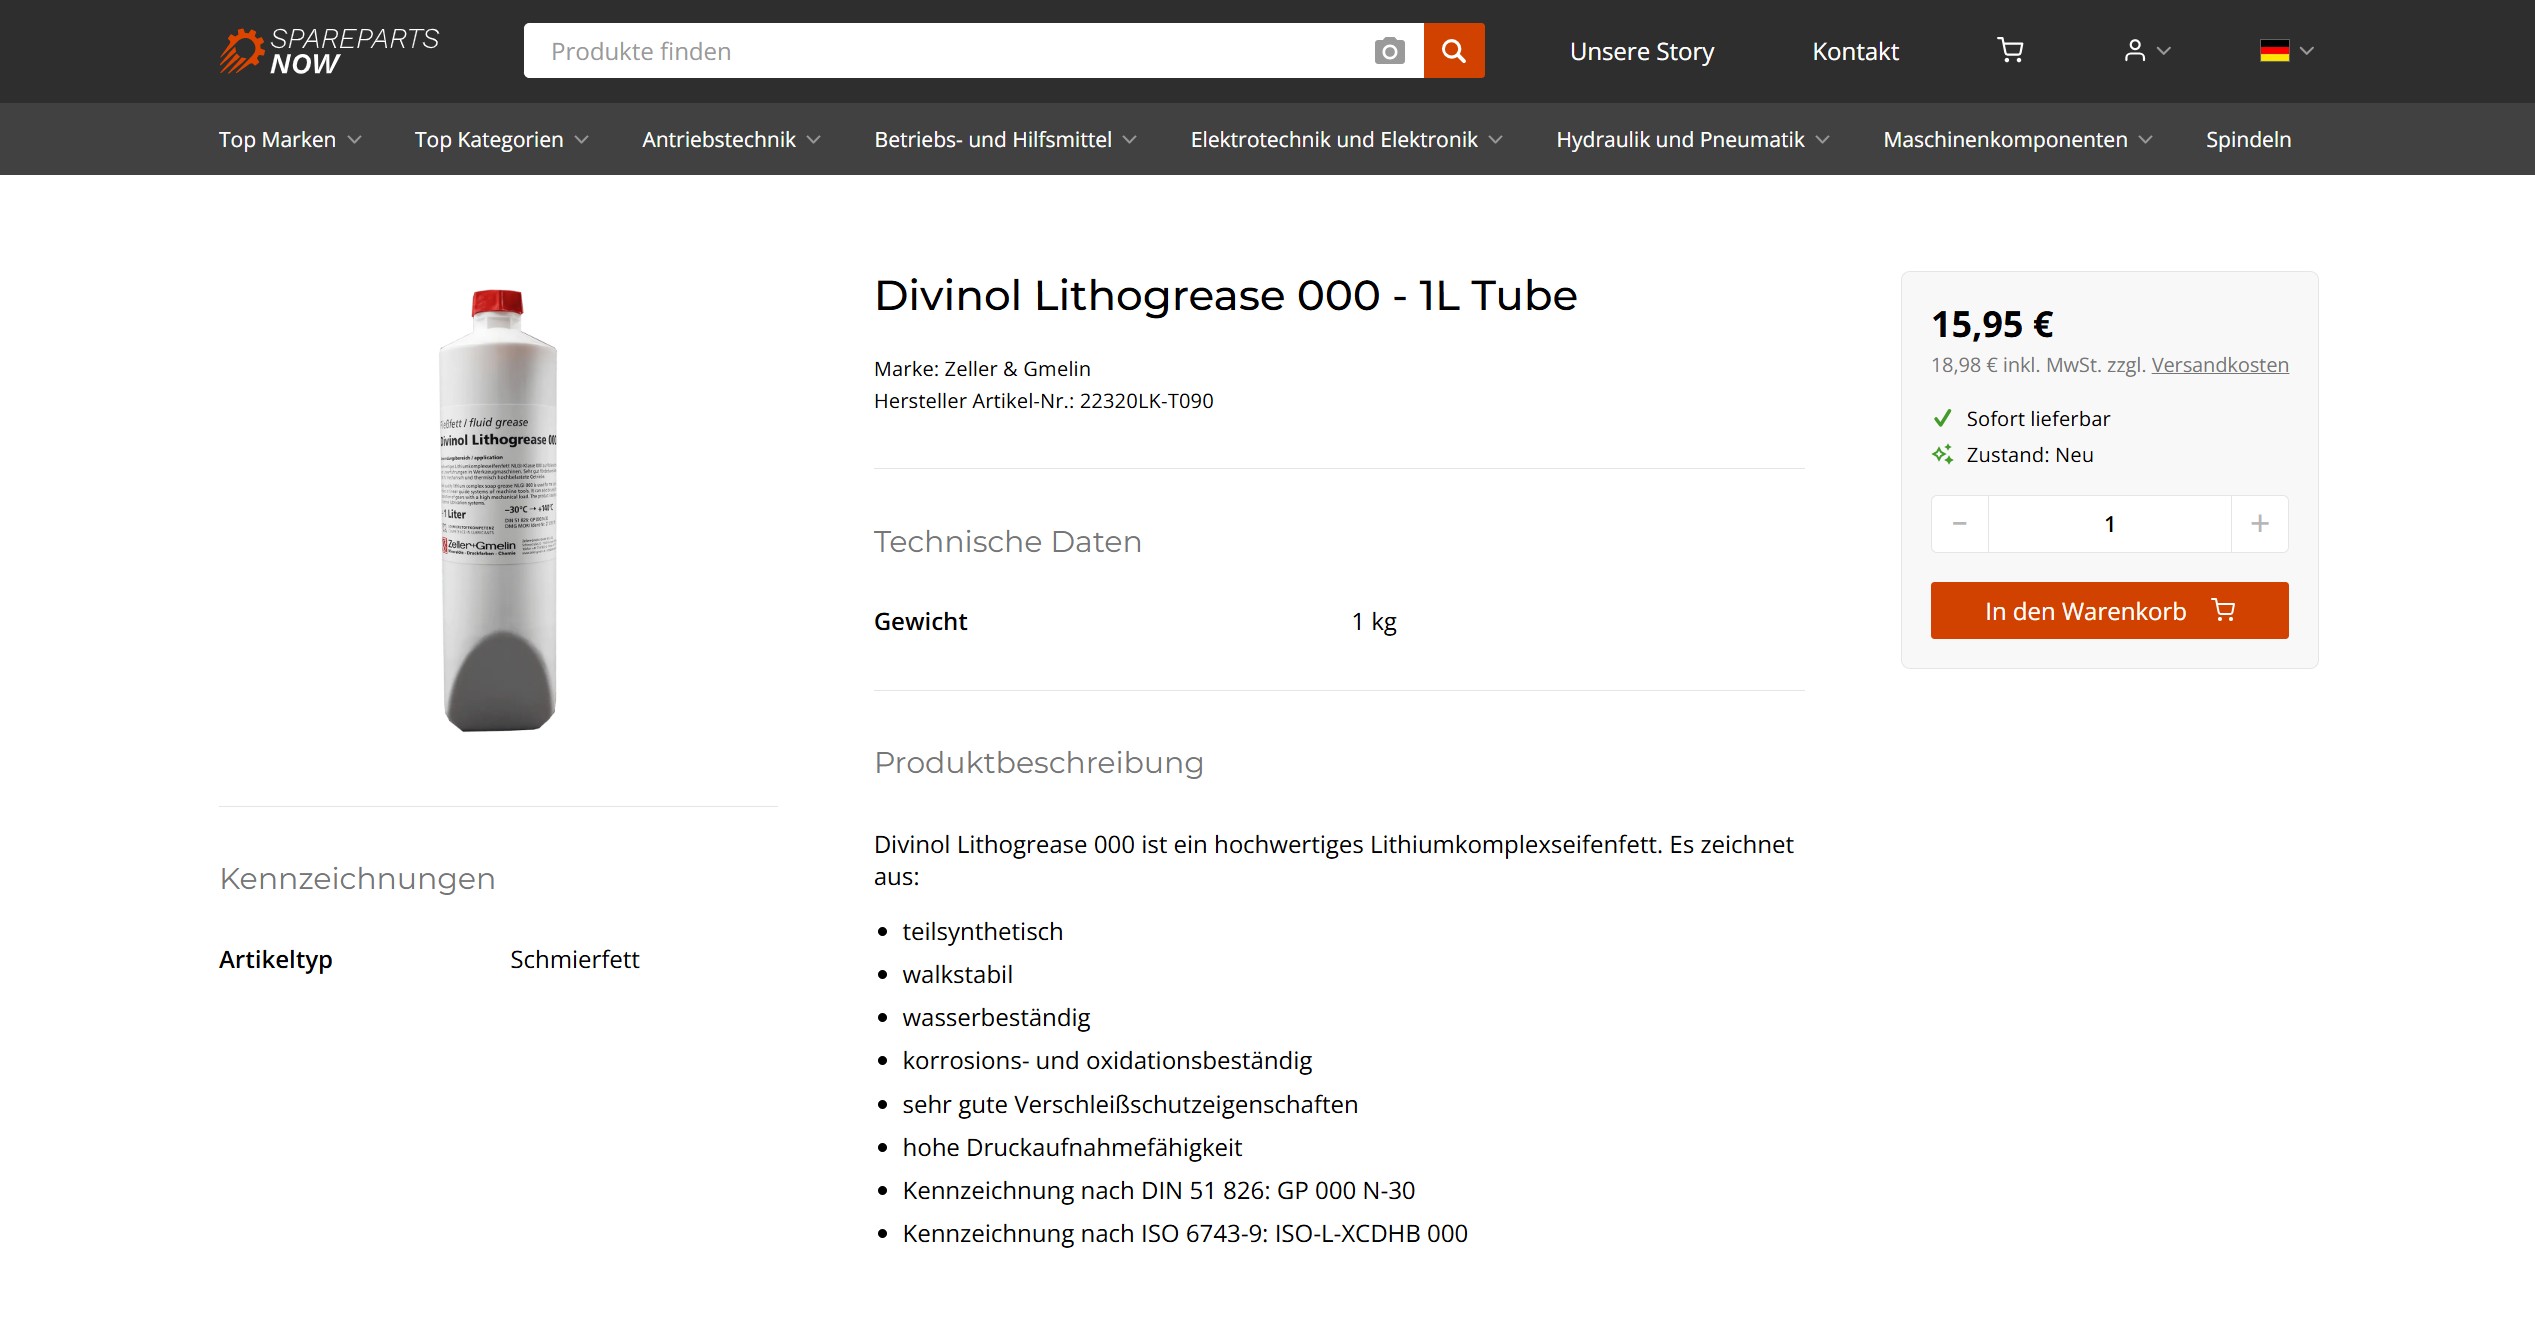 SPAREPARTS
NOW
Produkte finden
Unsere Story
Kontakt
Top Marken
Top Kategorien
Antriebstechnik
Betriebs- und Hilfsmittel
Elektrotechnik und Elektronik
Hydraulik und Pneumatik
Maschinenkomponenten
Spindeln
fluid grease
Divinol Lithogrease 000
1 Liter
-30°C → +140°C
Zeller+Gmelin
Kennzeichnungen
Artikeltyp Schmierfett
Divinol Lithogrease 000 - 1L Tube
Marke: Zeller & Gmelin
Hersteller Artikel-Nr.: 22320LK-T090
Technische Daten
Gewicht 1 kg
Produktbeschreibung
Divinol Lithogrease 000 ist ein hochwertiges Lithiumkomplexseifenfett. Es zeichnet
aus:
teilsynthetisch
walkstabil
wasserbeständig
korrosions- und oxidationsbeständig
sehr gute Verschleißschutzeigenschaften
hohe Druckaufnahmefähigkeit
Kennzeichnung nach DIN 51 826: GP 000 N-30
Kennzeichnung nach ISO 6743-9: ISO-L-XCDHB 000
15,95 €
18,98 € inkl. MwSt. zzgl. Versandkosten
Sofort lieferbar
Zustand: Neu
1
In den Warenkorb